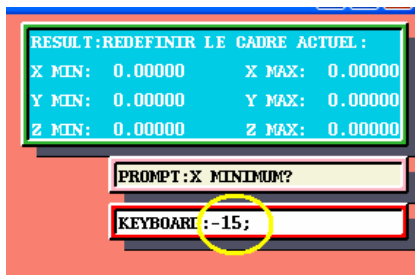 RESULT:REDEFINIR LE CADRE ACTUEL:
X MIN: 0.00000 X MAX: 0.00000
Y MIN: 0.00000 Y MAX: 0.00000
Z MIN: 0.00000 Z MAX: 0.00000
PROMPT:X MINIMUM?
KEYBOARD:-15;